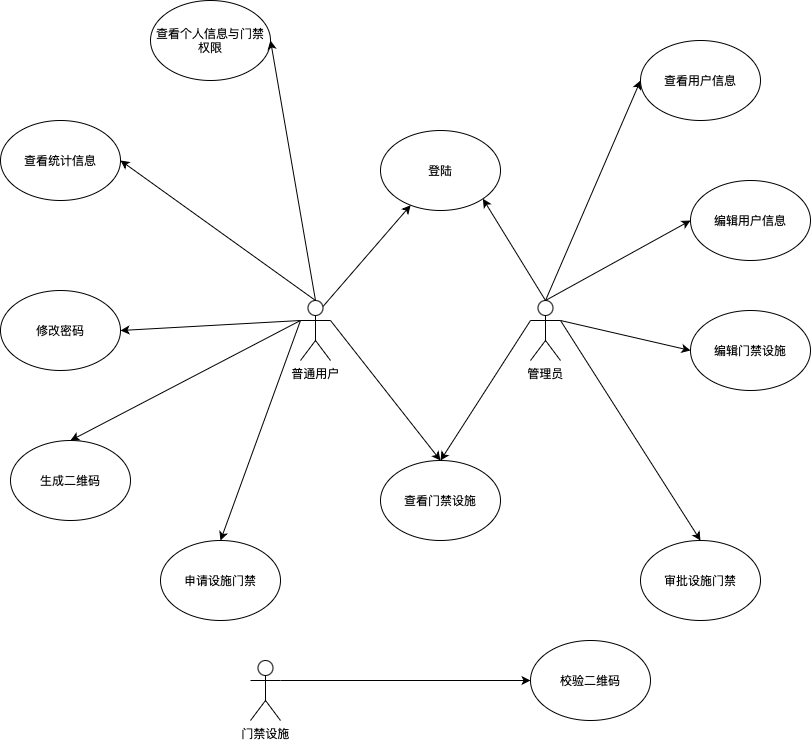 查看个人信息与门禁
权限
查看用户信息
查看统计信息
登陆
编辑用户信息
修改密码
编辑门禁设施
普通用户
管理员
生成二维码
查看门禁设施
申请设施门禁
审批设施门禁
校验二维码
门禁设施